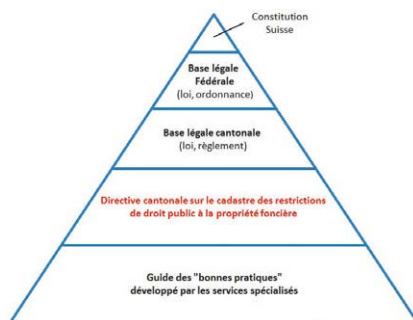 Constitution
Suisse
Base légale
Fédérale
(loi, ordonnance)
Base légale cantonale
(loi, règlement)
Directive cantonale sur le cadastre des restrictions
de droit public à la propriété foncière
Guide des "bonnes pratiques"
développé par les services spécialisés